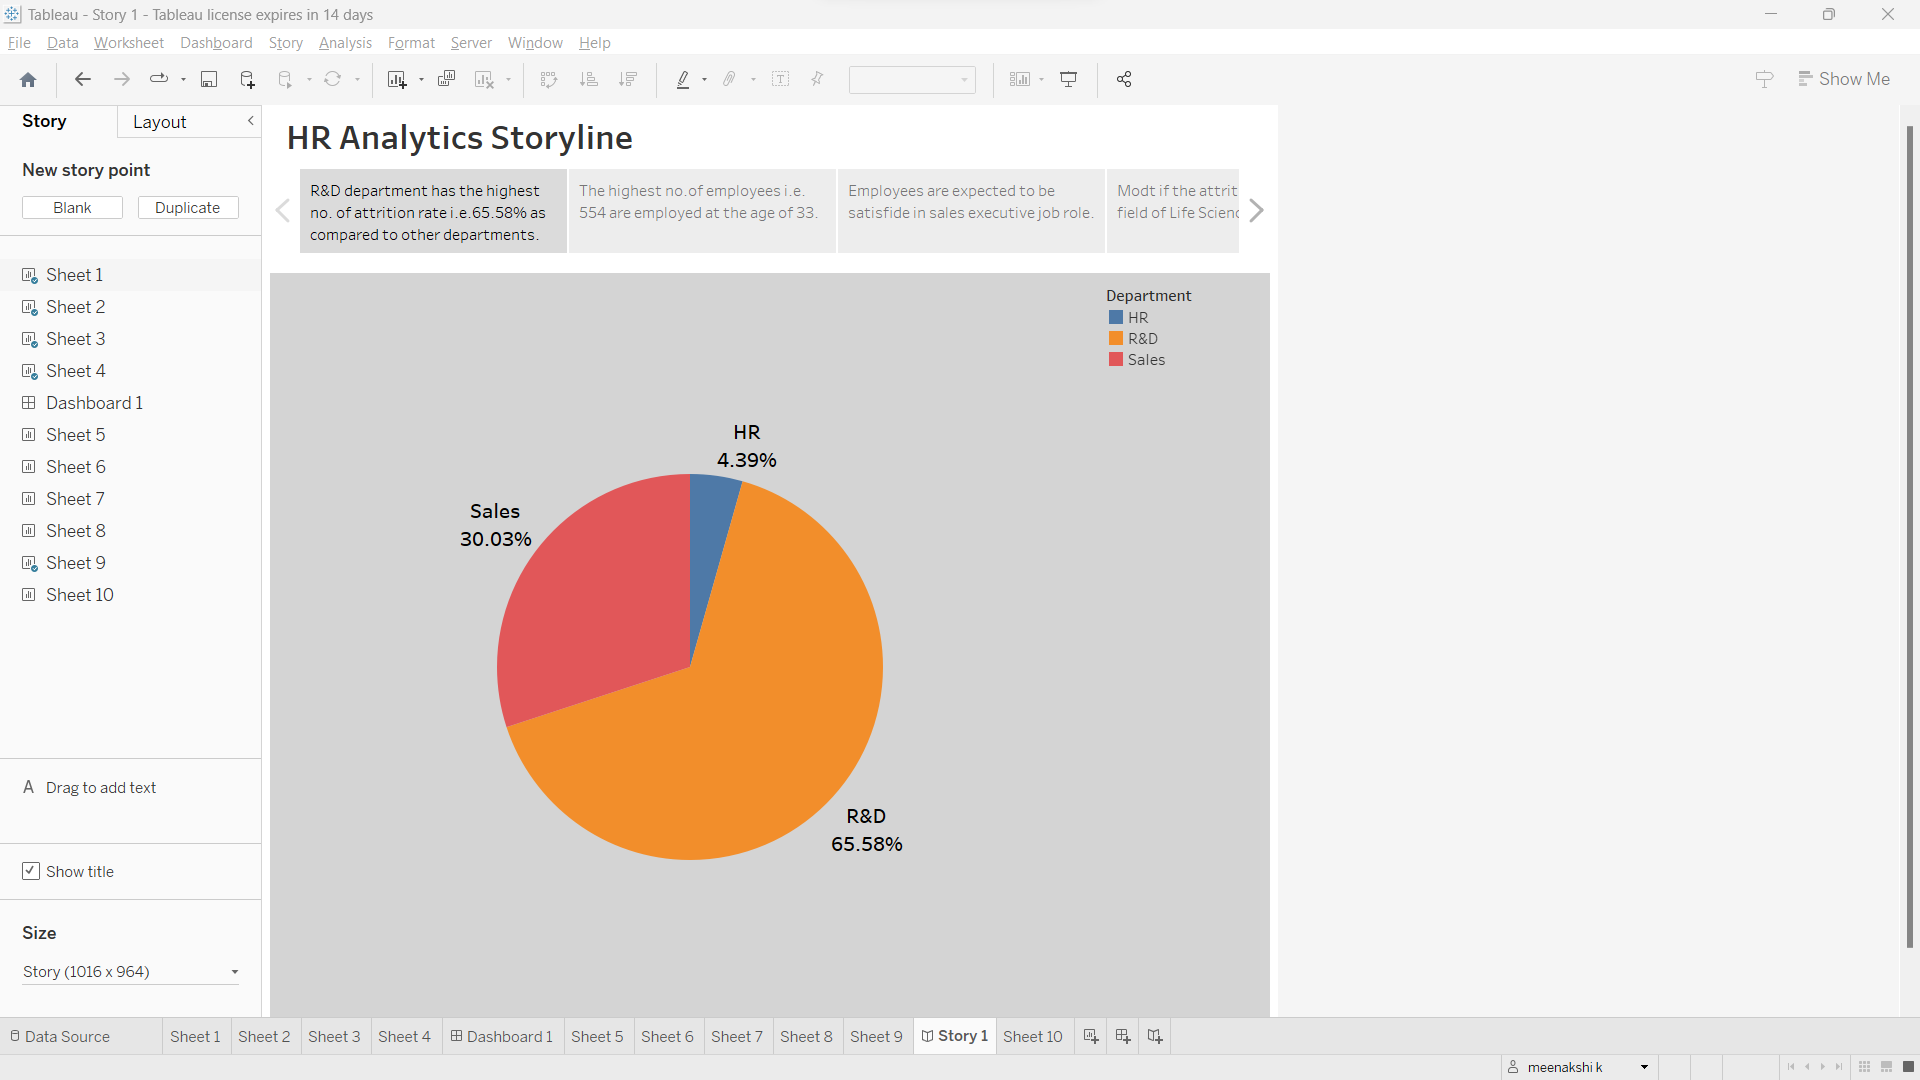 Tableau - Story 1 - Tableau license expires in 14 days
File Data Worksheet Dashboard Story Analysis Format Server Window Help
Show Me
Story Layout
New story point
Blank Duplicate
Sheet 1
Sheet 2
Sheet 3
Sheet 4
Dashboard 1
Sheet 5
Sheet 6
Sheet 7
Sheet 8
Sheet 9
Sheet 10
A Drag to add text
Show title
Size
Story (1016 x 964)
HR Analytics Storyline
R&D department has the highest
no. of attrition rate i.e.65.58% as
compared to other departments.
The highest no.of employees i.e.
554 are employed at the age of 33.
Employees are expected to be
satisfide in sales executive job role.
Modt if the attrit
field of Life Scienc
Department
HR
R&D
Sales
HR
4.39%
Sales
30.03%
R&D
65.58%
Data Source Sheet 1 Sheet 2 Sheet 3 Sheet 4 Dashboard 1 Sheet 5 Sheet 6 Sheet 7 Sheet 8 Sheet 9 Story 1 Sheet 10
meenakshi k